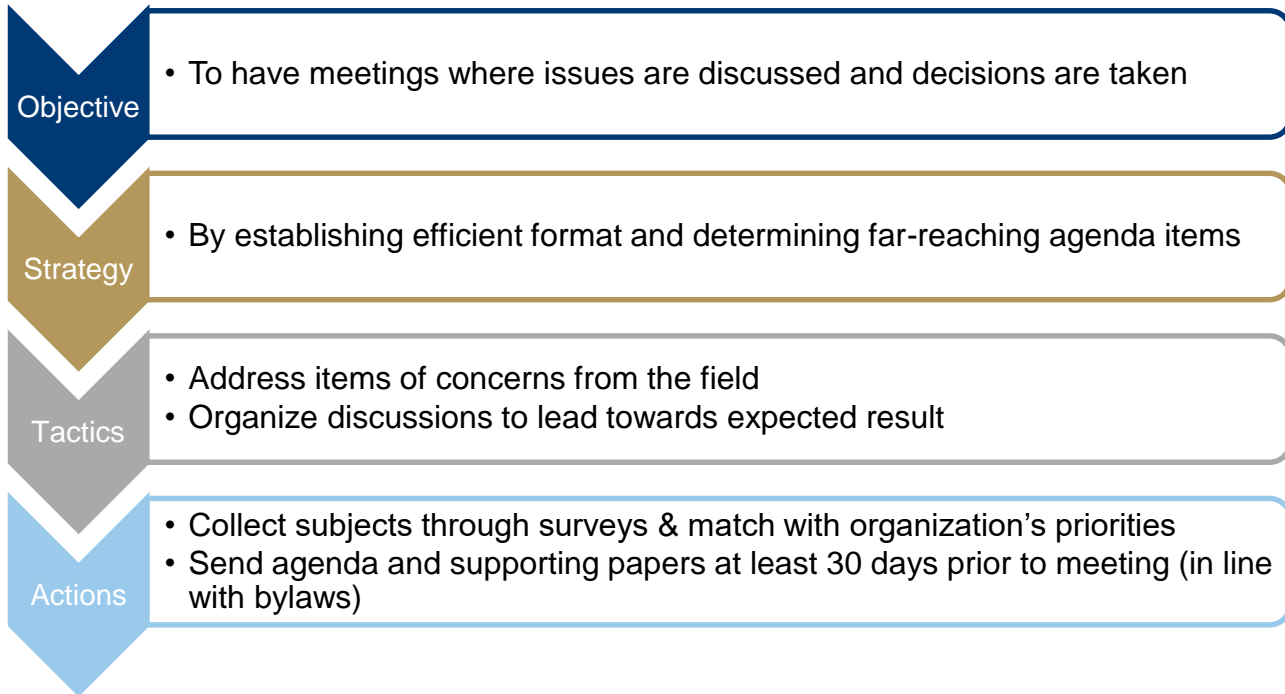 Objective
• To have meetings where issues are discussed and decisions are taken
Strategy
• By establishing efficient format and determining far-reaching agenda items
Tactics
• Address items of concerns from the field
• Organize discussions to lead towards expected result
Actions
• Collect subjects through surveys & match with organization’s priorities
• Send agenda and supporting papers at least 30 days prior to meeting (in line
with bylaws)